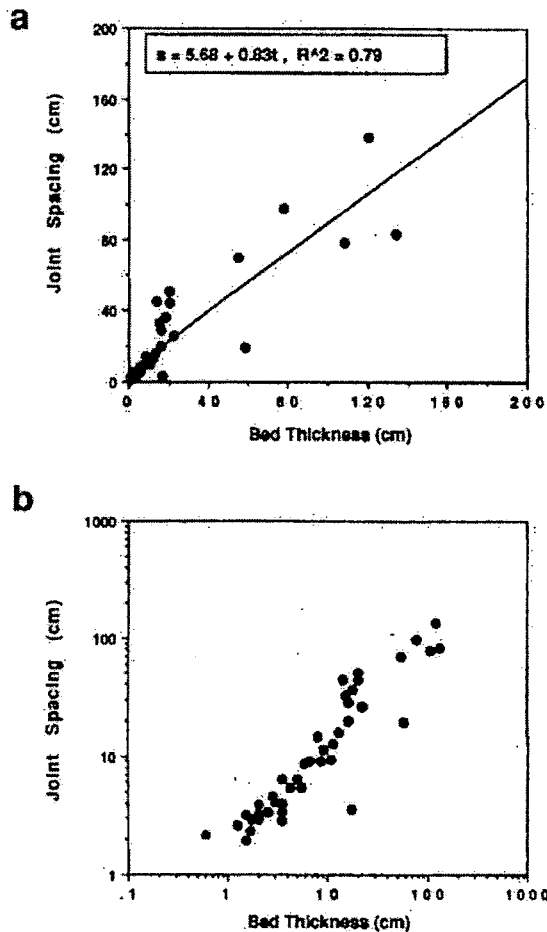 a
s = 5.68 + 0.83t , R^2 = 0.79
200
160
120
80
40
0
Joint Spacing (cm)
0 40 80 120 160 200
Bed Thickness (cm)
b
1000
100
10
1
Joint Spacing (cm)
.1 1 10 100 1000
Bed Thickness (cm)